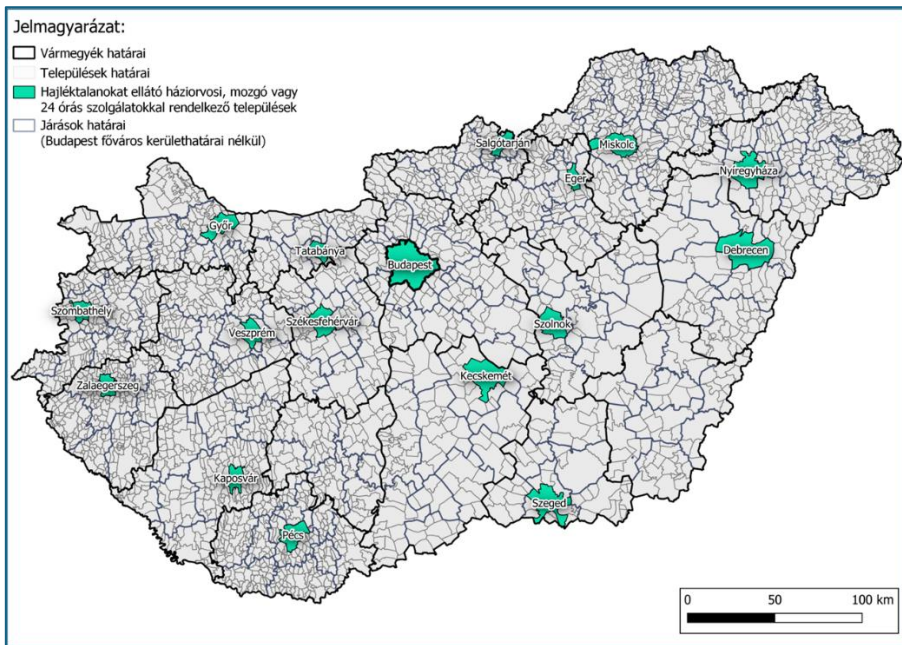 Jelmagyarázat:
Vármegyék határai
Települések határai
Hajléktalanokat ellátó háziorvosi, mozgó vagy
24 órás szolgálatokkal rendelkező települések
Járások határai
(Budapest főváros kerülethatárai nélkül)
Salgótarján
Miskolc
Eger
Nyíregyháza
Győr
Tatabánya
Budapest
Debrecen
Szombathely
Veszprém
Székesfehérvár
Szolnok
Zalaegerszeg
Kecskemét
Kaposvár
Szeged
Pécs
0 50 100 km